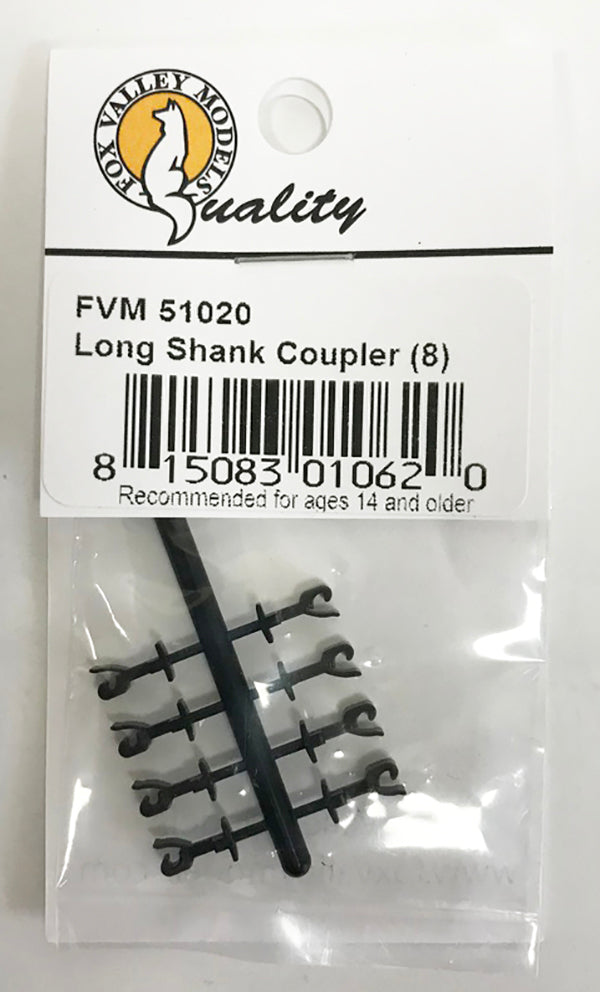 FOX VALLEY MODELS
Quality
FVM 51020
Long Shank Coupler (8)
8 15083 01062 0
Recommended for ages 14 and older